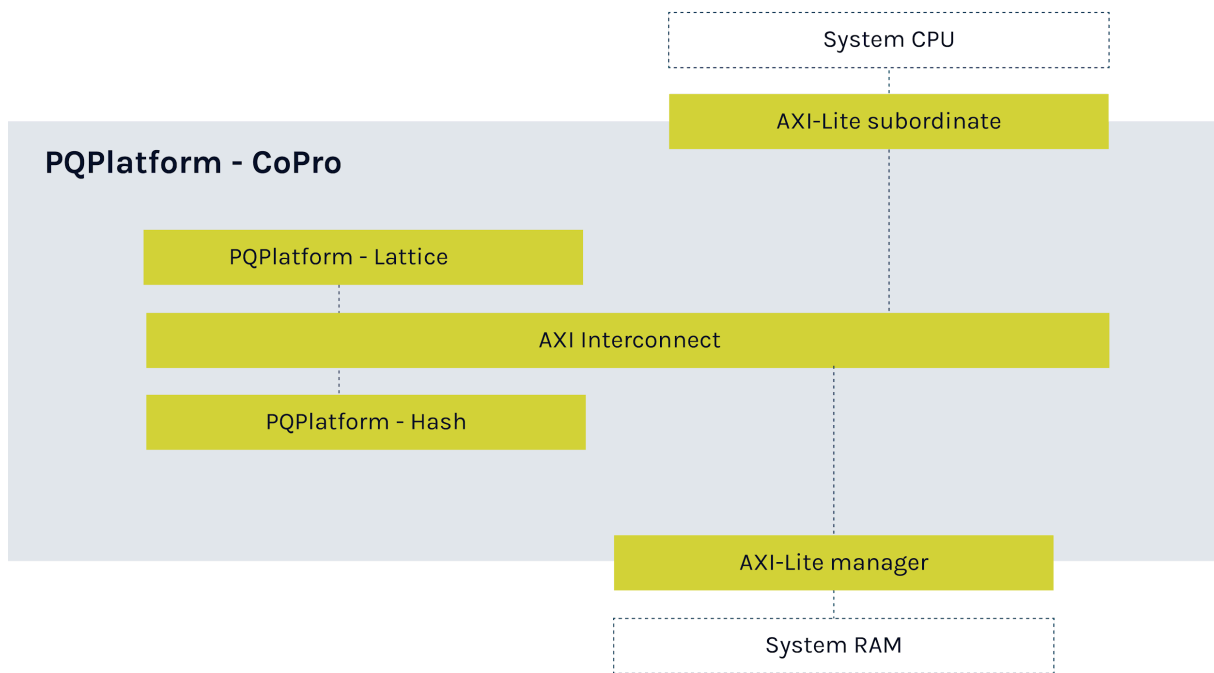 System CPU
AXI-Lite subordinate
PQPlatform - CoPro
PQPlatform - Lattice
AXI Interconnect
PQPlatform - Hash
AXI-Lite manager
System RAM